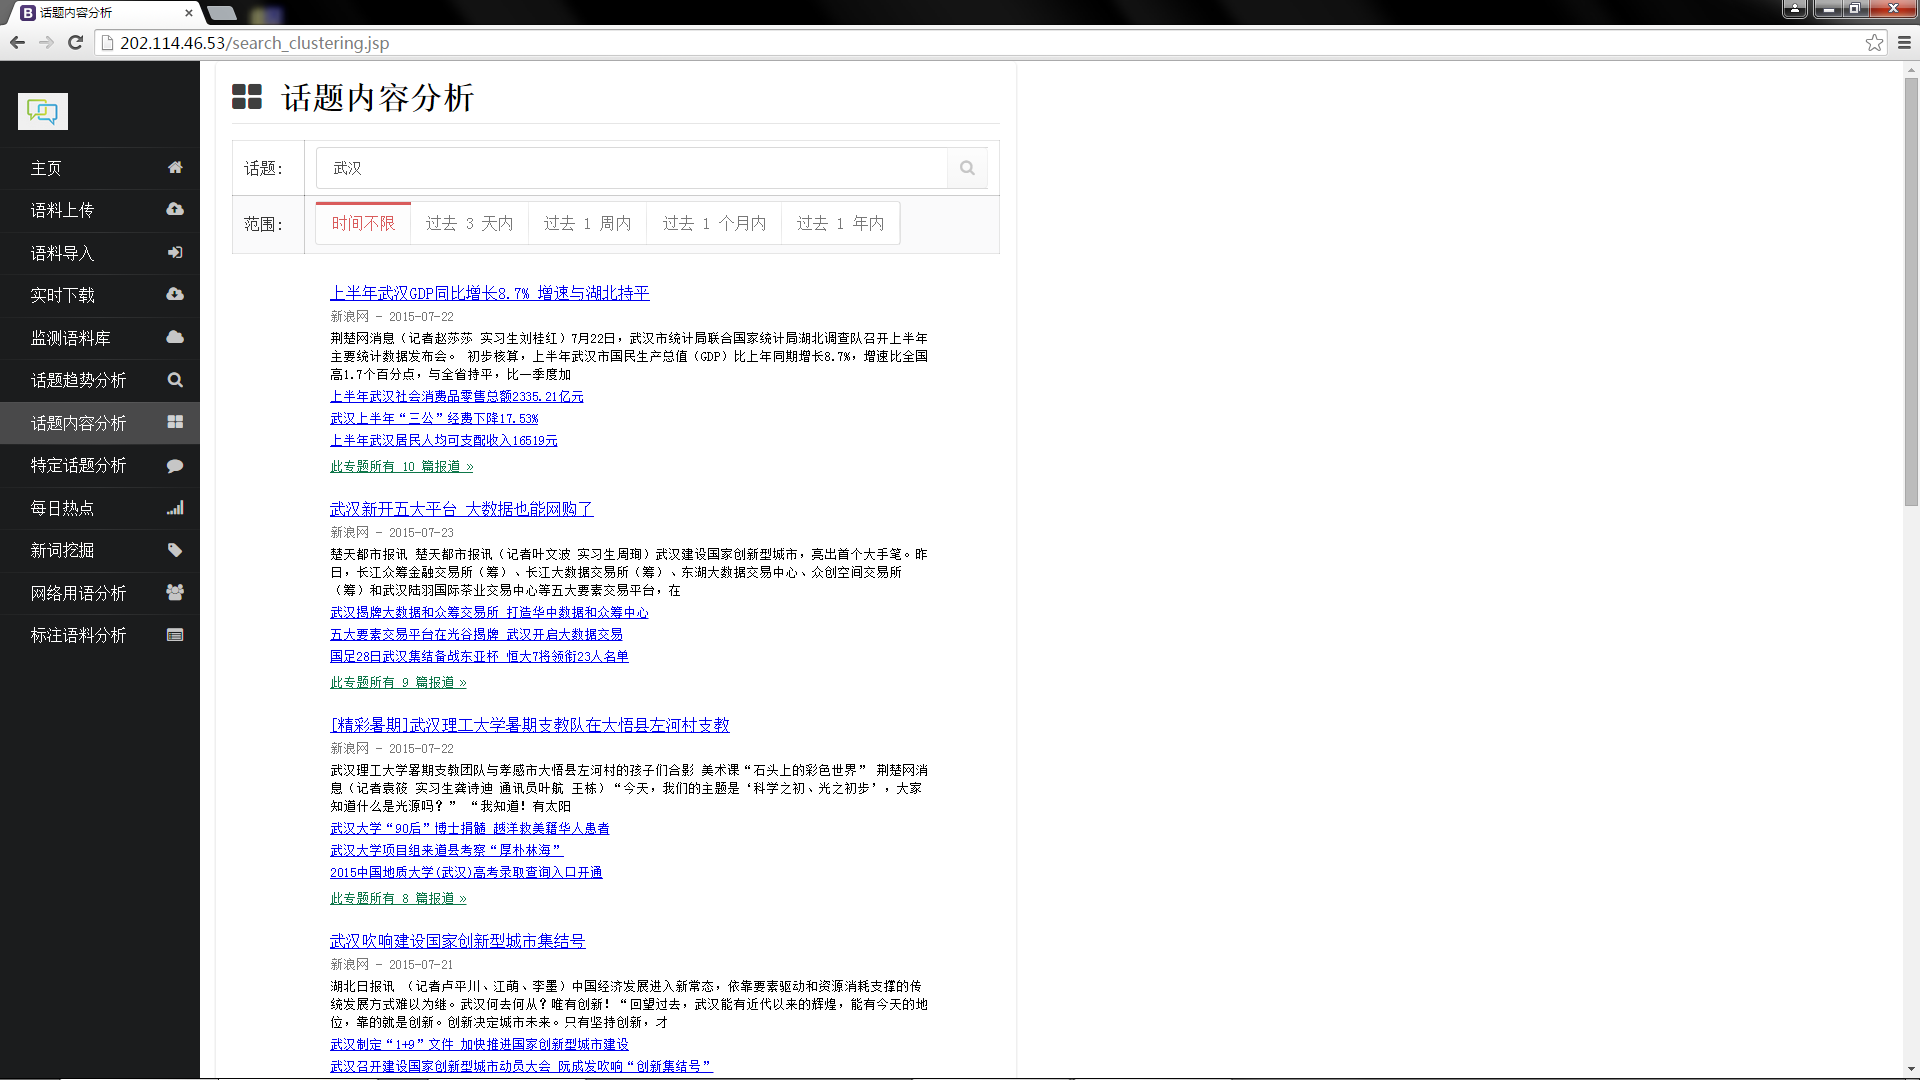 话题内容分析
202.114.46.53/search_clustering.jsp
主页
语料上传
语料导入
实时下载
监测语料库
话题趋势分析
话题内容分析
特定话题分析
每日热点
新词挖掘
网络用语分析
标注语料分析
话题内容分析
话题: 武汉
范围: 时间不限 过去 3 天内 过去 1 周内 过去 1 个月内 过去 1 年内
上半年武汉GDP同比增长8.7% 增速与湖北持平
新浪网 - 2015-07-22
荆楚网消息（记者赵莎莎 实习生刘桂红）7月22日，武汉市统计局联合国家统计局湖北调查队召开上半年
主要统计数据发布会。 初步核算，上半年武汉市国民生产总值（GDP）比上年同期增长8.7%，增速比全国
高1.7个百分点，与全省持平，比一季度加
上半年武汉社会消费品零售总额2335.21亿元
武汉上半年“三公”经费下降17.53%
上半年武汉居民人均可支配收入16519元
此专题所有 10 篇报道 »
武汉新开五大平台 大数据也能网购了
新浪网 - 2015-07-23
楚天都市报讯 楚天都市报讯（记者叶文波 实习生周珣）武汉建设国家创新型城市，亮出首个大手笔。昨
日，长江众筹金融交易所（筹）、长江大数据交易所（筹）、东湖大数据交易中心、众创空间交易所
（筹）和武汉陆羽国际茶业交易中心等五大要素交易平台，在
武汉揭牌大数据和众筹交易所 打造华中数据和众筹中心
五大要素交易平台在光谷揭牌 武汉开启大数据交易
国足28日武汉集结备战东亚杯 恒大7将领衔23人名单
此专题所有 9 篇报道 »
[精彩暑期]武汉理工大学暑期支教队在大悟县左河村支教
新浪网 - 2015-07-22
武汉理工大学暑期支教团队与孝感市大悟县左河村的孩子们合影 美术课“石头上的彩色世界” 荆楚网消
息（记者袁筱 实习生龚诗迪 通讯员叶航 王栋）“今天，我们的主题是‘科学之初、光之初步’，大家
知道什么是光源吗？” “我知道！有太阳
武汉大学“90后”博士捐髓 越洋救美籍华人患者
武汉大学项目组来道县考察“厚朴林海”
2015中国地质大学(武汉)高考录取查询入口开通
此专题所有 8 篇报道 »
武汉吹响建设国家创新型城市集结号
新浪网 - 2015-07-21
湖北日报讯 （记者卢平川、江萌、李墨）中国经济发展进入新常态，依靠要素驱动和资源消耗支撑的传
统发展方式难以为继。武汉何去何从？唯有创新！“回望过去，武汉能有近代以来的辉煌，能有今天的地
位，靠的就是创新。创新决定城市未来。只有坚持创新，才
武汉制定“1+9”文件 加快推进国家创新型城市建设
武汉召开建设国家创新型城市动员大会 阮成发吹响“创新集结号”